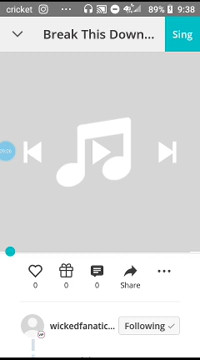 cricket 89% 9:38
Break This Down... Sing
0 0 0 Share
wickedfanatic... Following